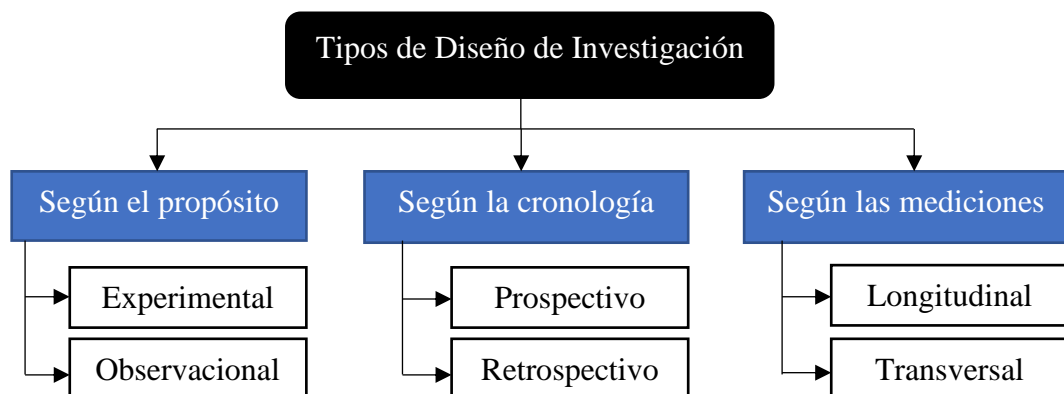 Tipos de Diseño de Investigación
Según el propósito
Experimental
Observacional
Según la cronología
Prospectivo
Retrospectivo
Según las mediciones
Longitudinal
Transversal